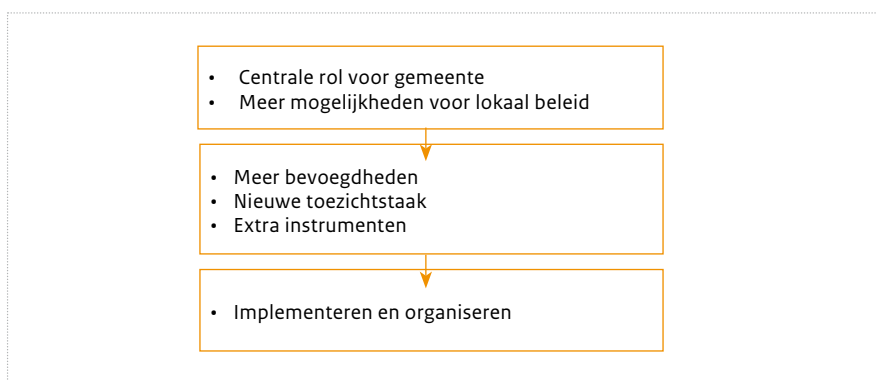 • Centrale rol voor gemeente
• Meer mogelijkheden voor lokaal beleid
• Meer bevoegdheden
• Nieuwe toezichtstaak
• Extra instrumenten
• Implementeren en organiseren